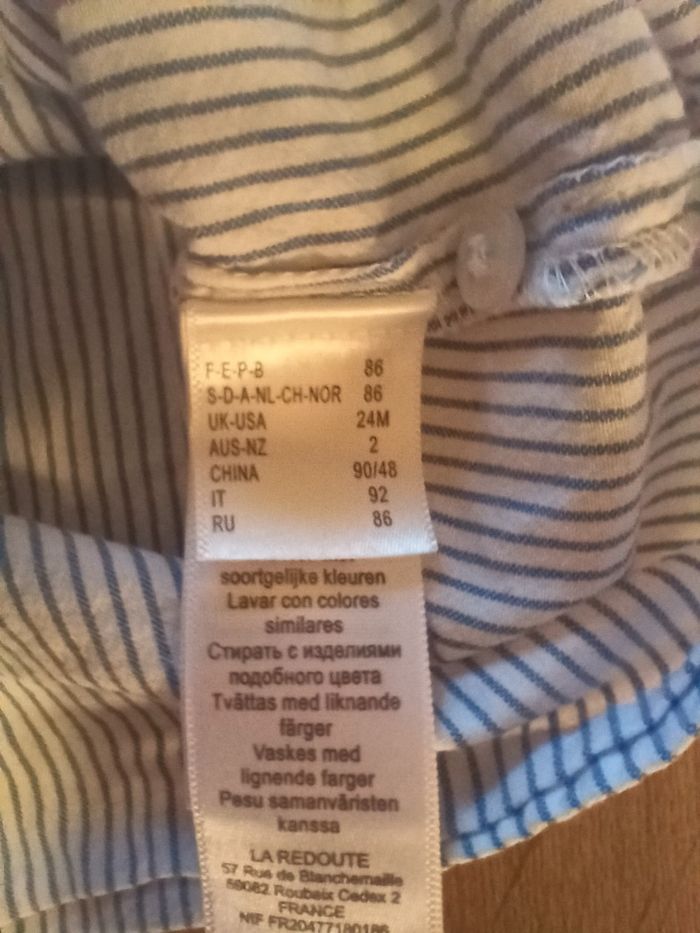 F-E-P-B 86
S-D-A-NL-CH-NOR 86
UK-USA 24M
AUS-NZ 2
CHINA 90/48
IT 92
RU 86
soortgelijke kleuren
Lavar con colores
similares
Стирать с изделиями
подобного цвета
Tvättas med liknande
färger
Vaskes med
lignende farger
Pesu samanväristen
kanssa
LA REDOUTE
57 Rue de Blanchemaille
59082 Roubaix Cedex 2
FRANCE
NIF FR20477180186